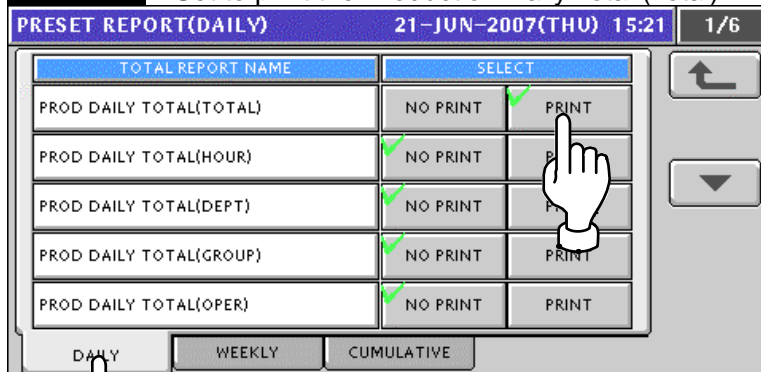 PRESET REPORT(DAILY) 21-JUN-2007(THU) 15:21 1/6
TOTAL REPORT NAME SELECT
PROD DAILY TOTAL(TOTAL) NO PRINT PRINT
PROD DAILY TOTAL(HOUR) NO PRINT
PROD DAILY TOTAL(DEPT) NO PRINT
PROD DAILY TOTAL(GROUP) NO PRINT PRINT
PROD DAILY TOTAL(OPER) NO PRINT PRINT
DAILY WEEKLY CUMULATIVE